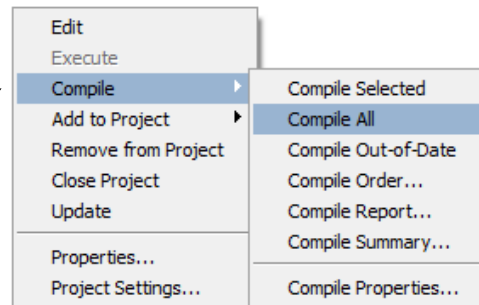 Edit
Execute
Compile
Add to Project
Remove from Project
Close Project
Update
Properties...
Project Settings...
Compile Selected
Compile All
Compile Out-of-Date
Compile Order...
Compile Report...
Compile Summary...
Compile Properties...